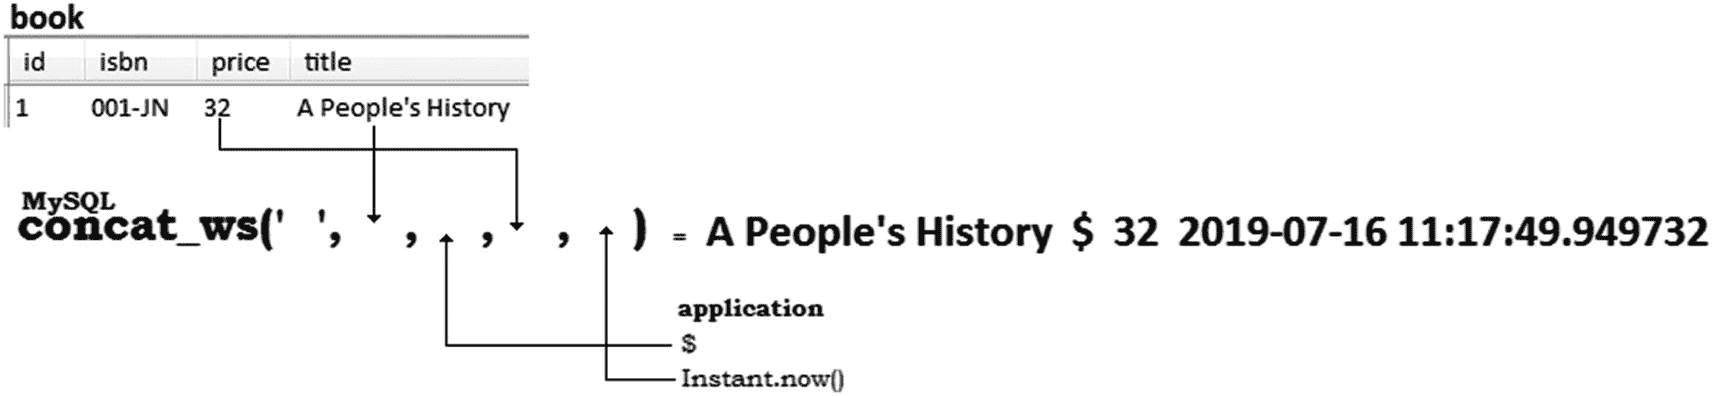 book
id isbn price title
1 001-JN 32 A People's History
MySQL
concat_ws(' ', , , , ) = A People's History $ 32 2019-07-16 11:17:49.949732
application
$
Instant.now()